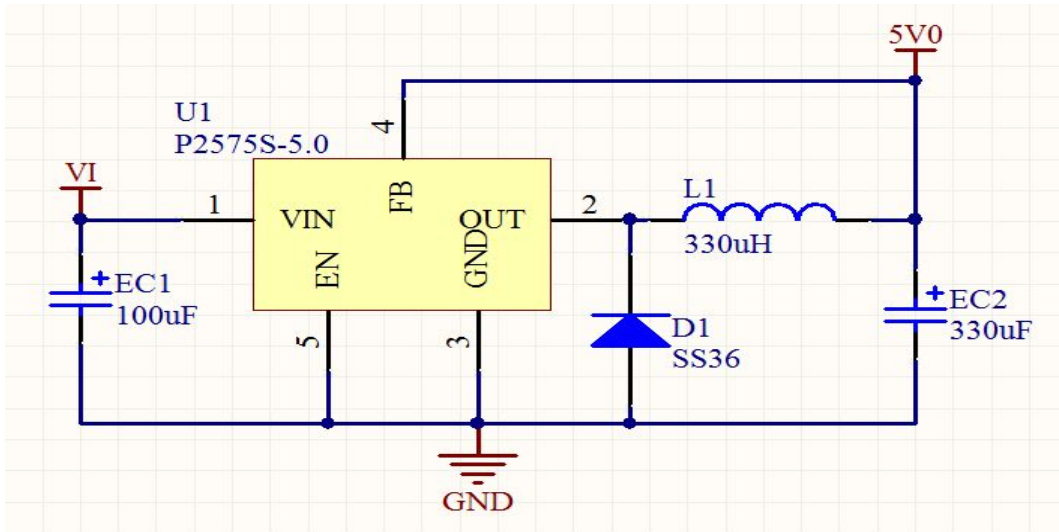 5V0
U1
P2575S-5.0
4
VI
1
VIN
FB
OUT
2
L1
330uH
EN
GND
EC1
100uF
5
3
D1
SS36
EC2
330uF
GND